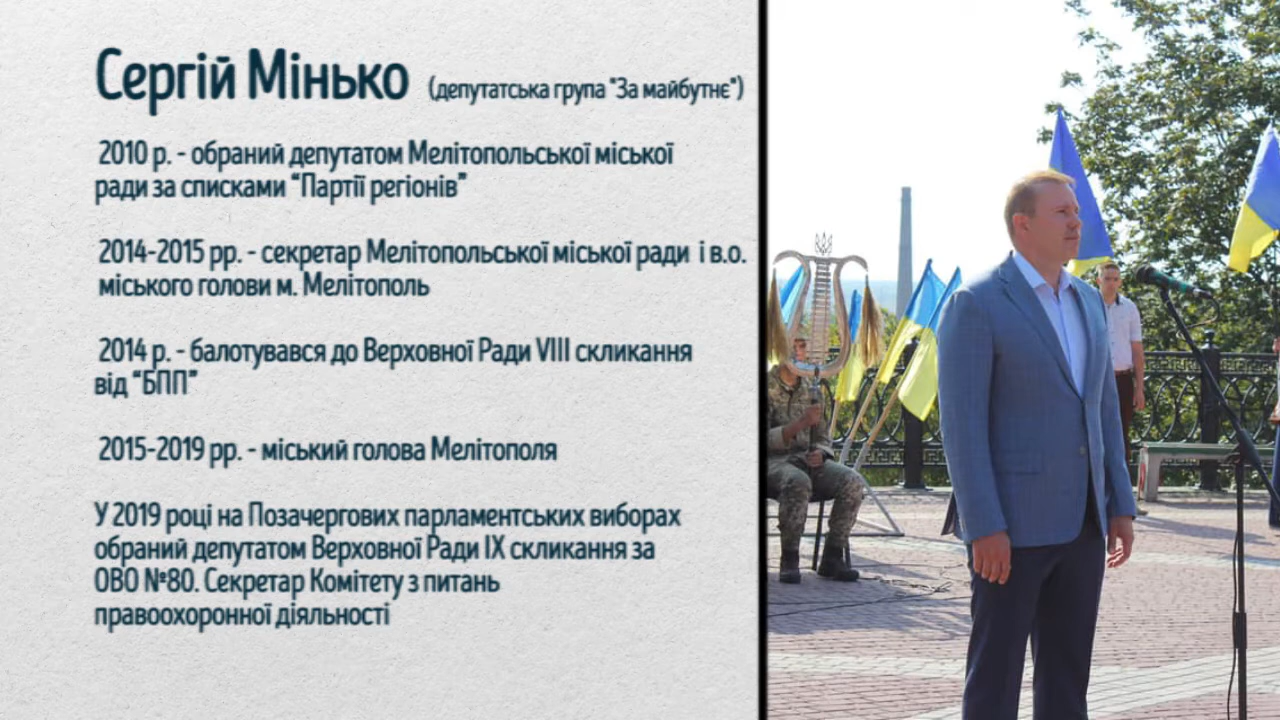 Сергій Мінько (депутатська група "За майбутнє")
2010 р. - обраний депутатом Мелітопольської міської
ради за списками “Партії регіонів”
2014-2015 рр. - секретар Мелітопольської міської ради і в.о.
міського голови м. Мелітополь
2014 р. - балотувався до Верховної Ради VIII скликання
від “БПП”
2015-2019 рр. - міський голова Мелітополя
У 2019 році на Позачергових парламентських виборах
обраний депутатом Верховної Ради IX скликання за
ОВО №80. Секретар Комітету з питань
правоохоронної діяльності